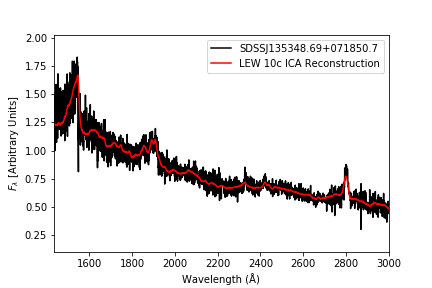 2.00
1.75
1.50
1.25
1.00
0.75
0.50
0.25
Fλ [Arbitrary Units]
SDSSJ135348.69+071850.7
LEW 10c ICA Reconstruction
1600 1800 2000 2200 2400 2600 2800 3000
Wavelength (Å)